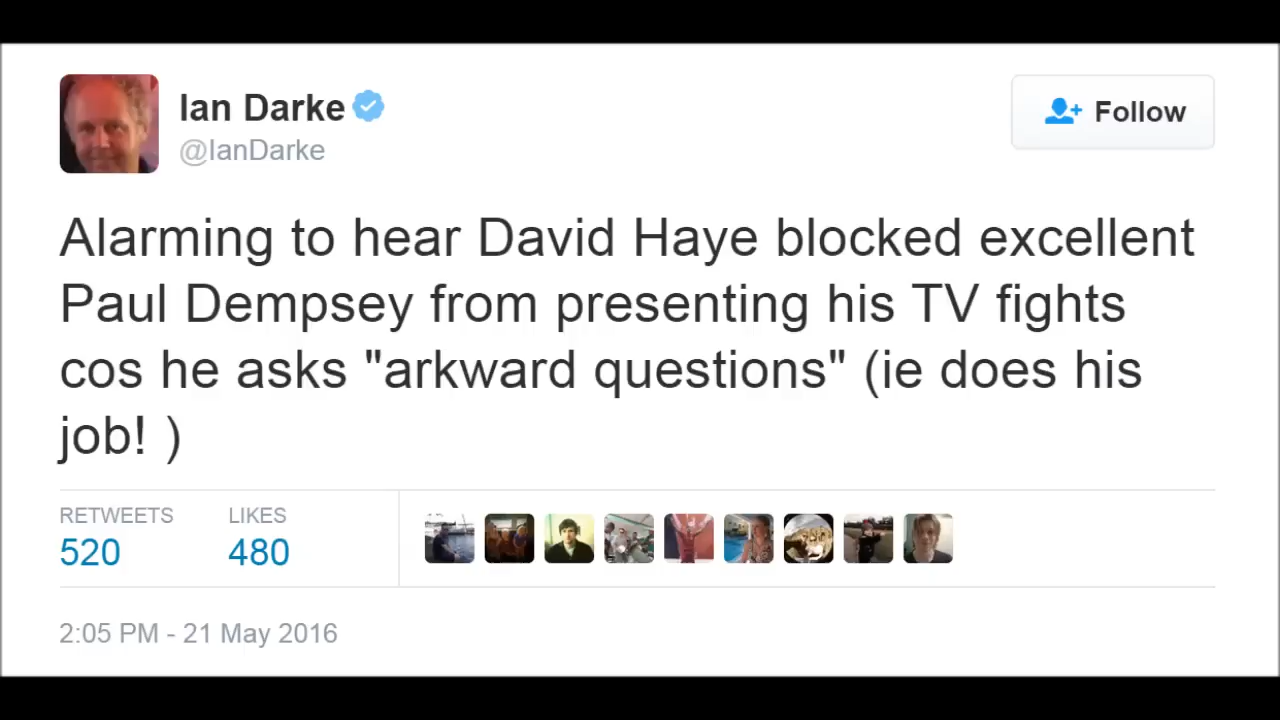 Ian Darke
@IanDarke
Follow
Alarming to hear David Haye blocked excellent
Paul Dempsey from presenting his TV fights
cos he asks "arkward questions" (ie does his
job! )
RETWEETS LIKES
520 480
2:05 PM - 21 May 2016